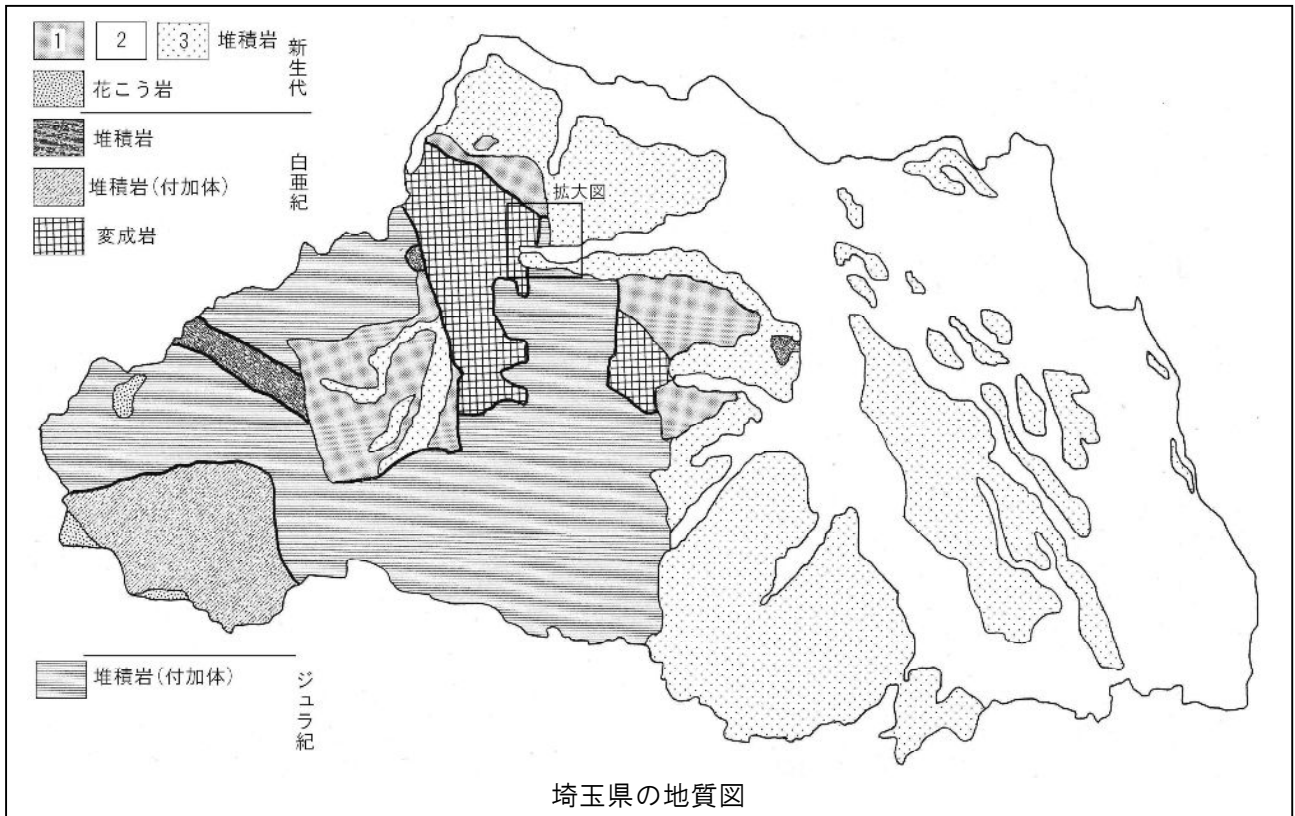 1 2 3 堆積岩
花こう岩
新生代
堆積岩
堆積岩(付加体)
変成岩
白亜紀
拡大図
堆積岩(付加体)
ジュラ紀
埼玉県の地質図